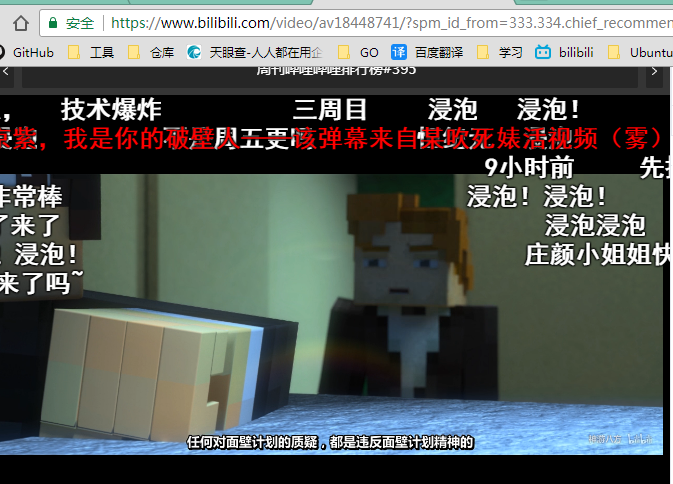 安全 https://www.bilibili.com/video/av18448741/?spm_id_from=333.334.chief_recommen
GitHub 工具 仓库 天眼查-人人都在用企 GO 译 百度翻译 学习 bilibili Ubuntu
周刊哔哩哔哩排行榜#395
技术爆炸 三周目 浸泡 浸泡！
紫，我是你的破壁人——该弹幕来自某歌死婊活视频（雾）
9小时前 先
非常棒 浸泡！浸泡！
了来了 浸泡浸泡
！浸泡！ 庄颜小姐姐快
来了吗~
任何对面壁计划的质疑，都是违反面壁计划精神的